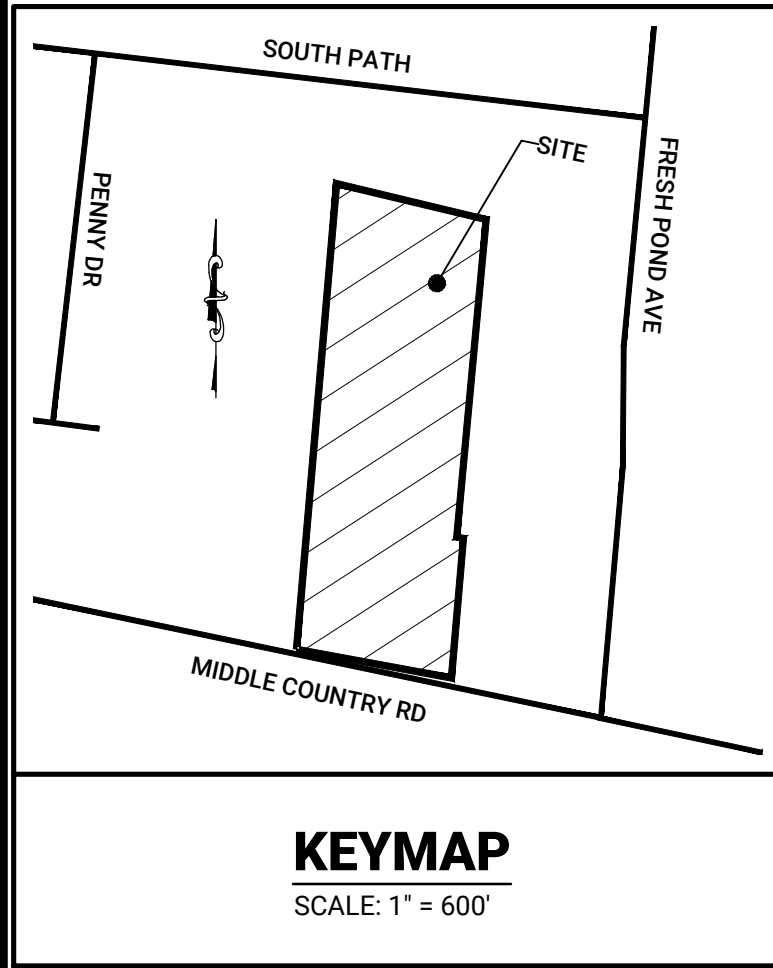 SOUTH PATH
SITE
PENNY DR
FRESH POND AVE
MIDDLE COUNTRY RD
KEYMAP
SCALE: 1" = 600'